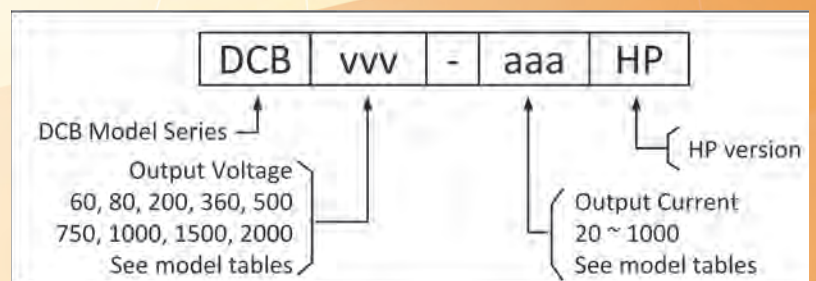 DCB vvv - aaa HP
DCB Model Series
HP version
Output Voltage
60, 80, 200, 360, 500
750, 1000, 1500, 2000
See model tables
Output Current
20 ~ 1000
See model tables